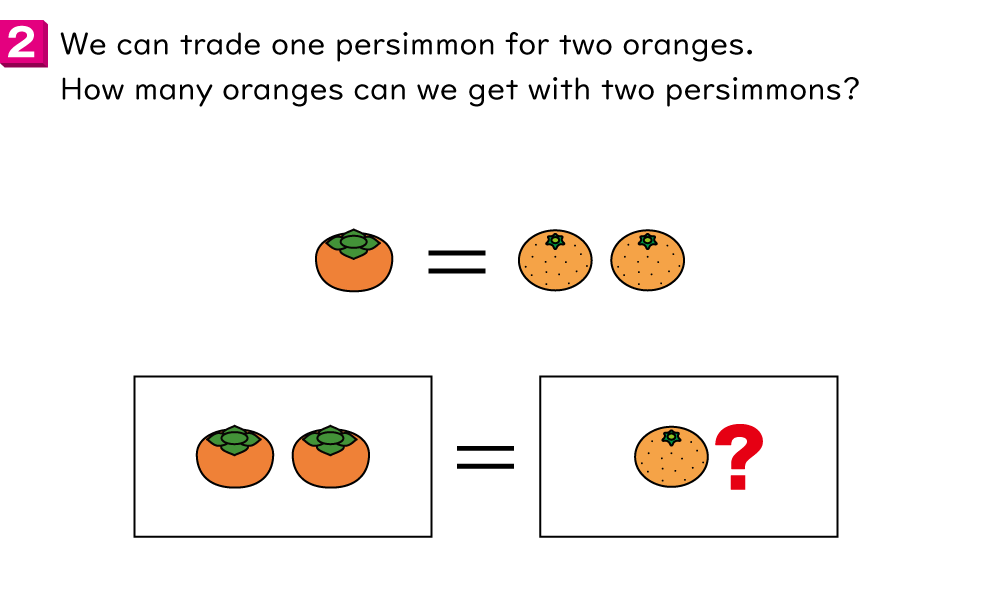 2 We can trade one persimmon for two oranges.
How many oranges can we get with two persimmons?
=
= ?